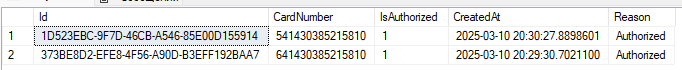 Id CardNumber IsAuthorized CreatedAt Reason
1 1D523EBC-9F7D-46CB-A546-85E00D155914 541430385215810 1 2025-03-10 20:30:27.8898601 Authorized
2 373BE8D2-EFE8-4F56-A90D-B3EFF192BAA7 641430385215810 1 2025-03-10 20:29:30.7021100 Authorized